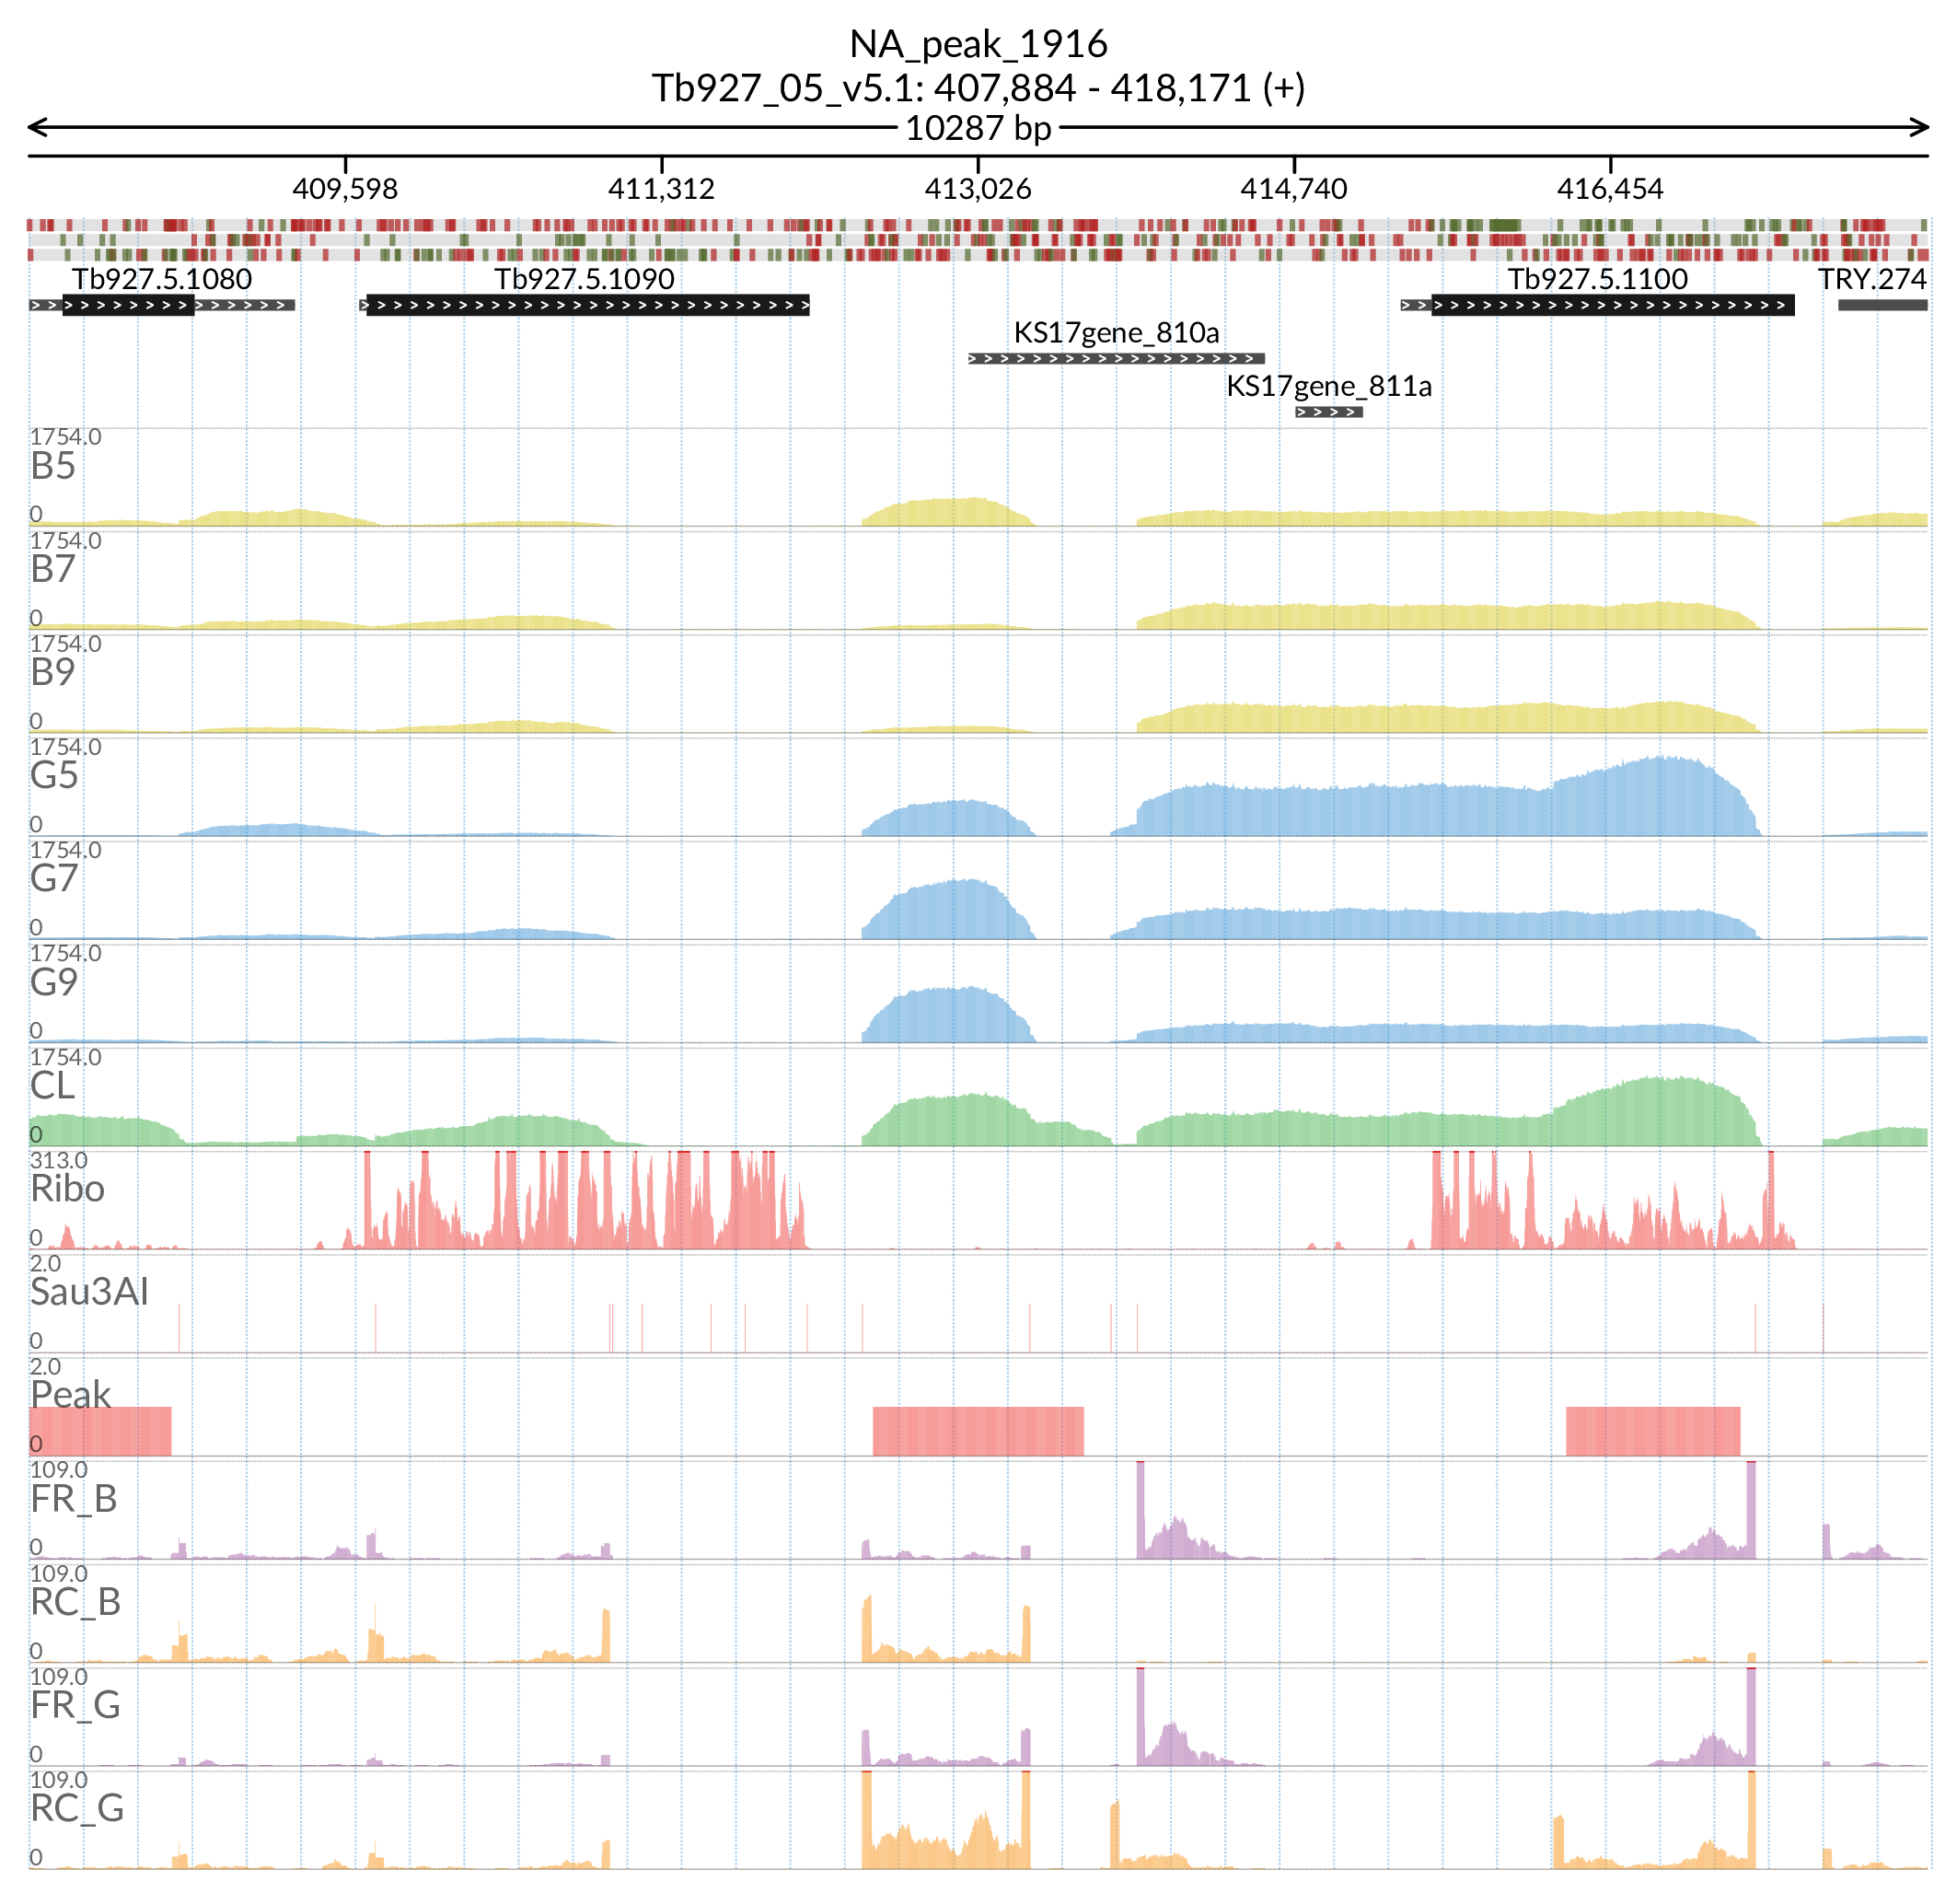 NA_peak_1916
Tb927_05_v5.1: 407,884 - 418,171 (+)
10287 bp
409,598 411,312 413,026 414,740 416,454
Tb927.5.1080 Tb927.5.1090 Tb927.5.1100 TRY.274
KS17gene_810a
KS17gene_811a
1754.0
B5
0
1754.0
B7
0
1754.0
B9
0
1754.0
G5
0
1754.0
G7
0
1754.0
G9
0
1754.0
CL
0
313.0
Ribo
0
2.0
Sau3AI
0
2.0
Peak
0
109.0
FR_B
0
109.0
RC_B
0
109.0
FR_G
0
109.0
RC_G
0